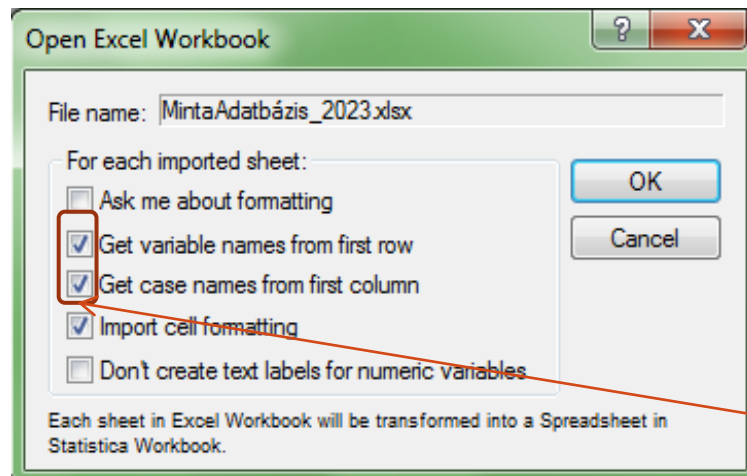 Open Excel Workbook
?
X
File name: MintaAdatbázis_2023.xlsx
For each imported sheet:
Ask me about formatting
OK
Get variable names from first row
Cancel
Get case names from first column
Import cell formatting
Don't create text labels for numeric variables
Each sheet in Excel Workbook will be transformed into a Spreadsheet in
Statistica Workbook.